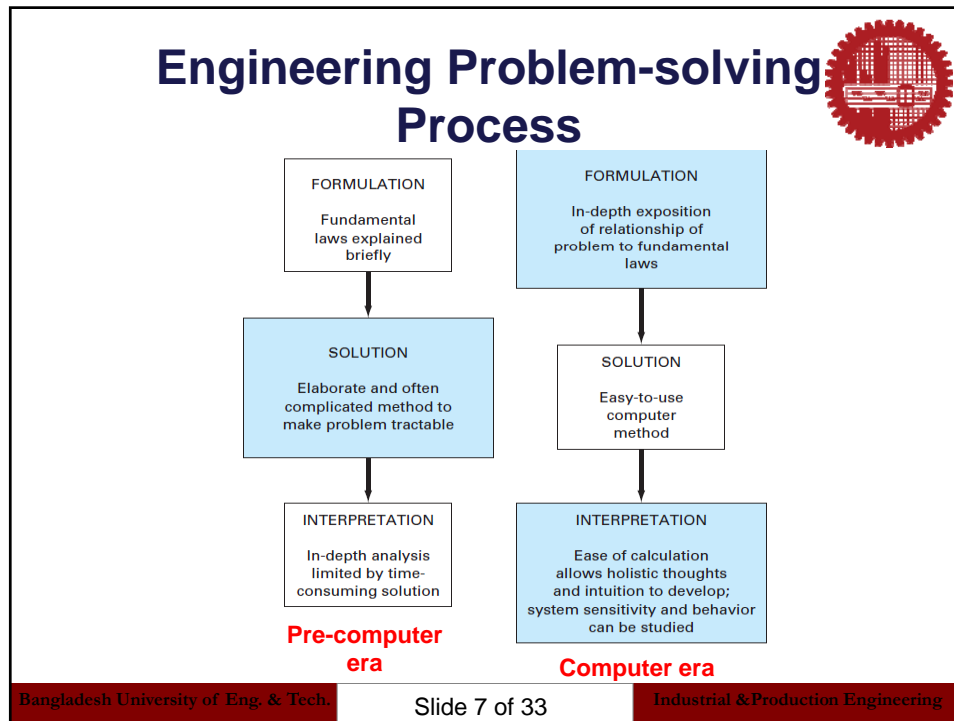 Engineering Problem-solving
Process
FORMULATION
Fundamental
laws explained
briefly
SOLUTION
Elaborate and often
complicated method to
make problem tractable
INTERPRETATION
In-depth analysis
limited by time-
consuming solution
Pre-computer
era
FORMULATION
In-depth exposition
of relationship of
problem to fundamental
laws
SOLUTION
Easy-to-use
computer
method
INTERPRETATION
Ease of calculation
allows holistic thoughts
and intuition to develop;
system sensitivity and behavior
can be studied
Computer era
Bangladesh University of Eng. & Tech.
Slide 7 of 33
Industrial &Production Engineering